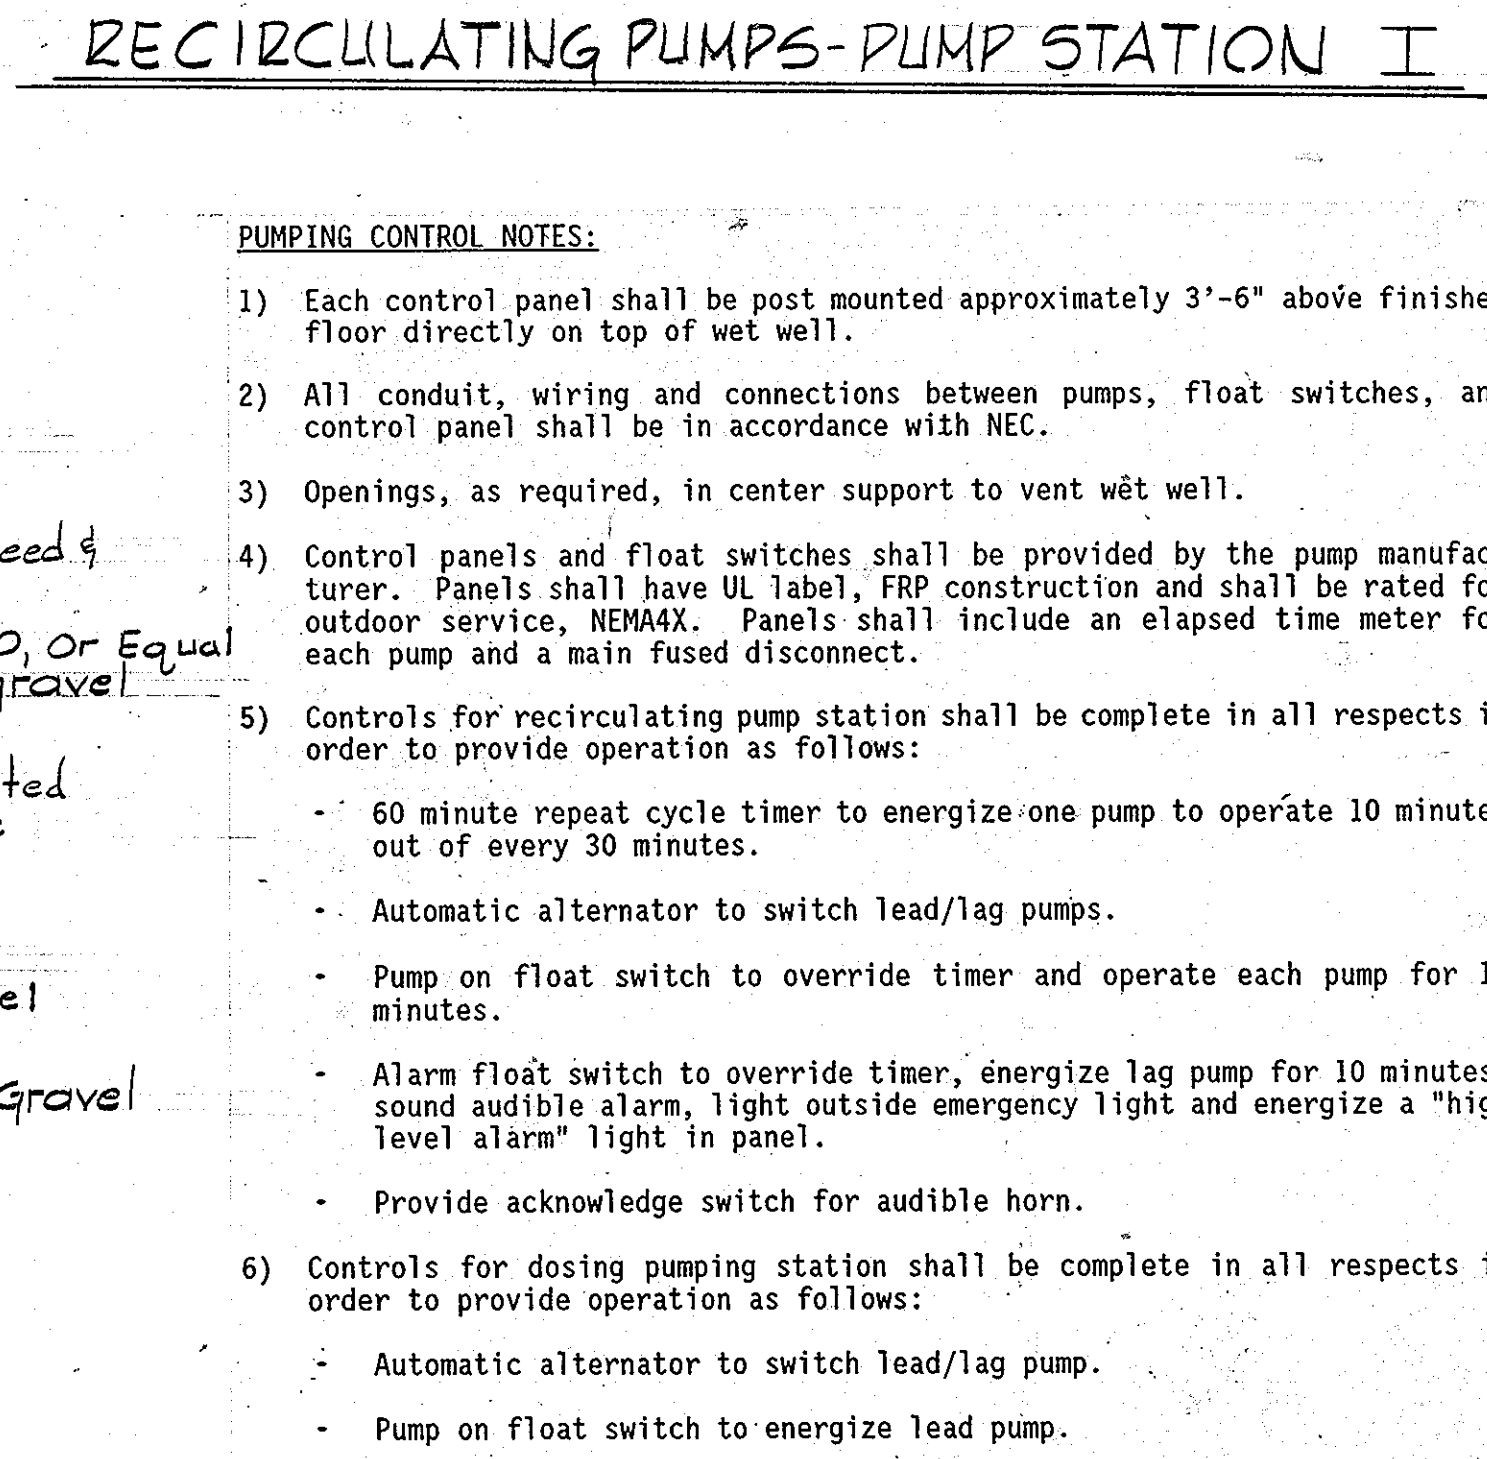 RECIRCULATING PUMPS-PUMP STATION I
PUMPING CONTROL NOTES:
1) Each control panel shall be post mounted approximately 3'-6" above finishe
floor directly on top of wet well.
2) All conduit, wiring and connections between pumps, float switches, an
control panel shall be in accordance with NEC.
3) Openings, as required, in center support to vent wet well.
eed &
4) Control panels and float switches shall be provided by the pump manufac
turer. Panels shall have UL label, FRP construction and shall be rated fo
outdoor service, NEMA4X. Panels shall include an elapsed time meter fo
, Or Equal
each pump and a main fused disconnect.
gravel
5) Controls for recirculating pump station shall be complete in all respects i
order to provide operation as follows:
ted
- 60 minute repeat cycle timer to energize one pump to operate 10 minute
out of every 30 minutes.
- Automatic alternator to switch lead/lag pumps.
- Pump on float switch to override timer and operate each pump for 1
el
minutes.
- Alarm float switch to override timer, energize lag pump for 10 minutes
Gravel
sound audible alarm, light outside emergency light and energize a "hig
level alarm" light in panel.
- Provide acknowledge switch for audible horn.
6) Controls for dosing pumping station shall be complete in all respects i
order to provide operation as follows:
- Automatic alternator to switch lead/lag pump.
- Pump on float switch to energize lead pump.